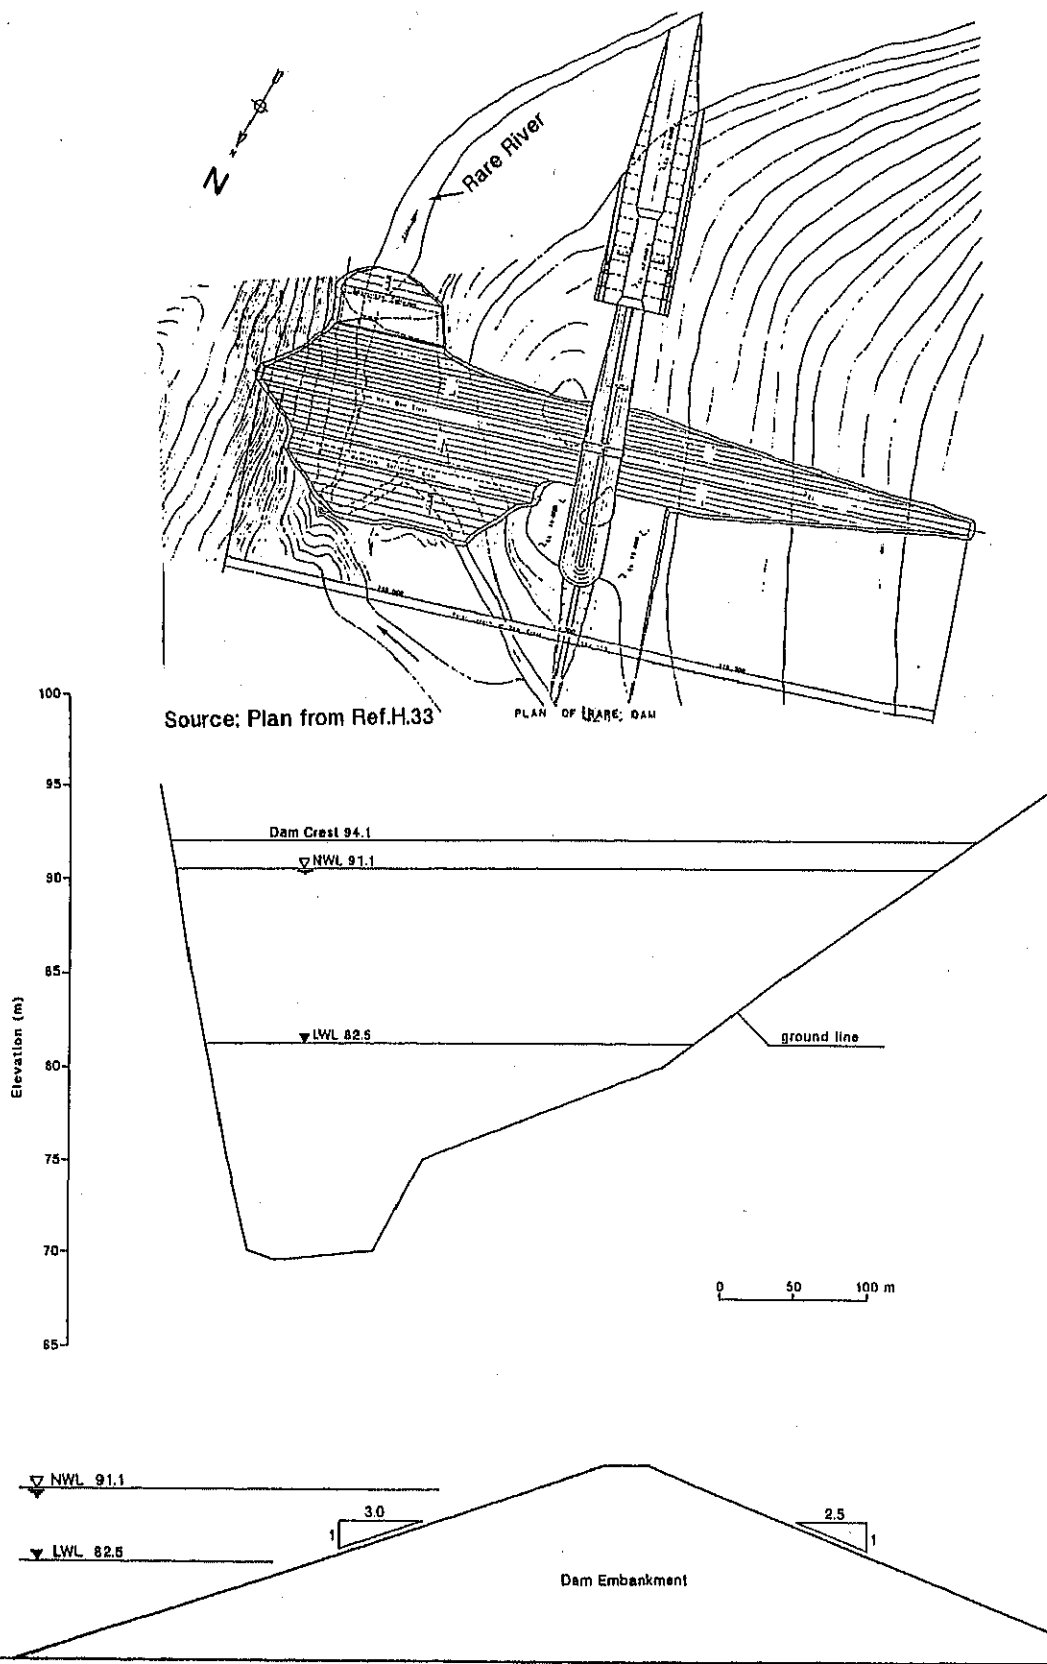 N
Rare River
Source: Plan from Ref.H.33
PLAN OF RARE DAM
100
95
90
85
80
75
70
65
Elevation (m)
Dam Crest 94.1
NWL 91.1
LWL 82.5
ground line
0 50 100 m
NWL 91.1
LWL 82.5
3.0
1
2.5
1
Dam Embankment